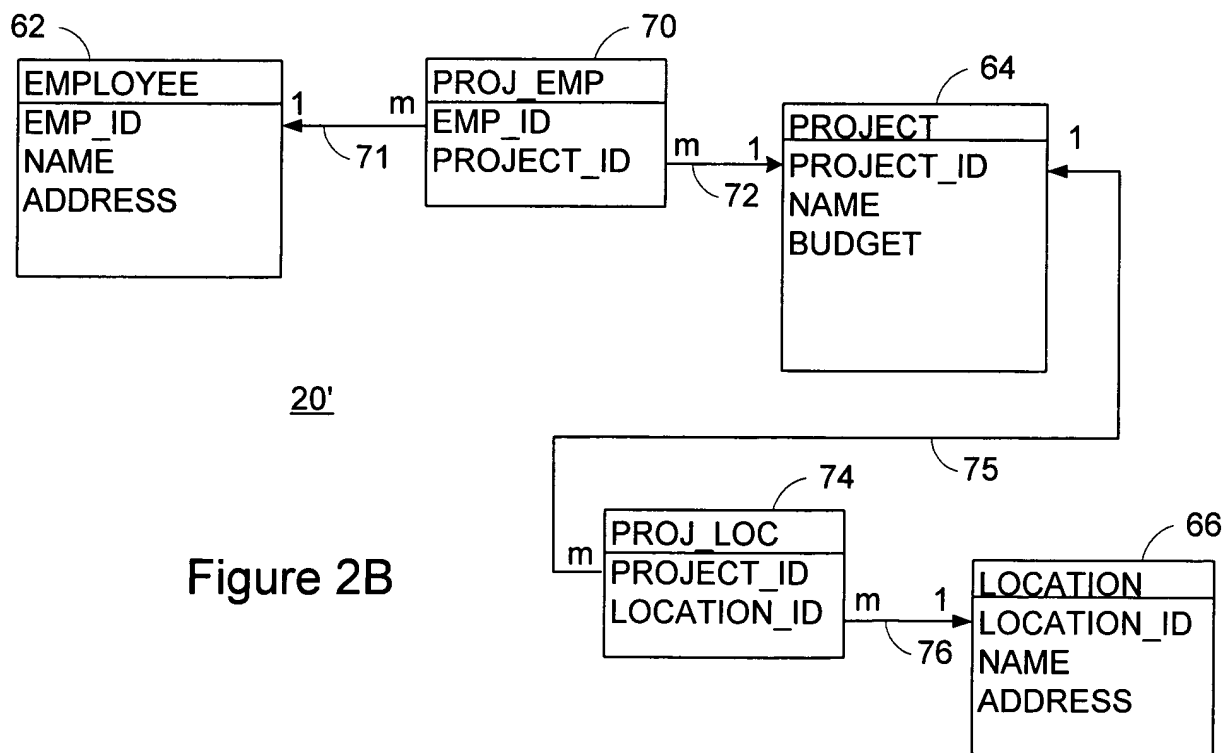 62
EMPLOYEE
EMP_ID
NAME
ADDRESS
1
m
71
70
PROJ_EMP
EMP_ID
PROJECT_ID
m
1
72
64
PROJECT
PROJECT_ID
NAME
BUDGET
1
20'
75
Figure 2B
74
PROJ_LOC
PROJECT_ID
LOCATION_ID
m
m
1
76
66
LOCATION
LOCATION_ID
NAME
ADDRESS